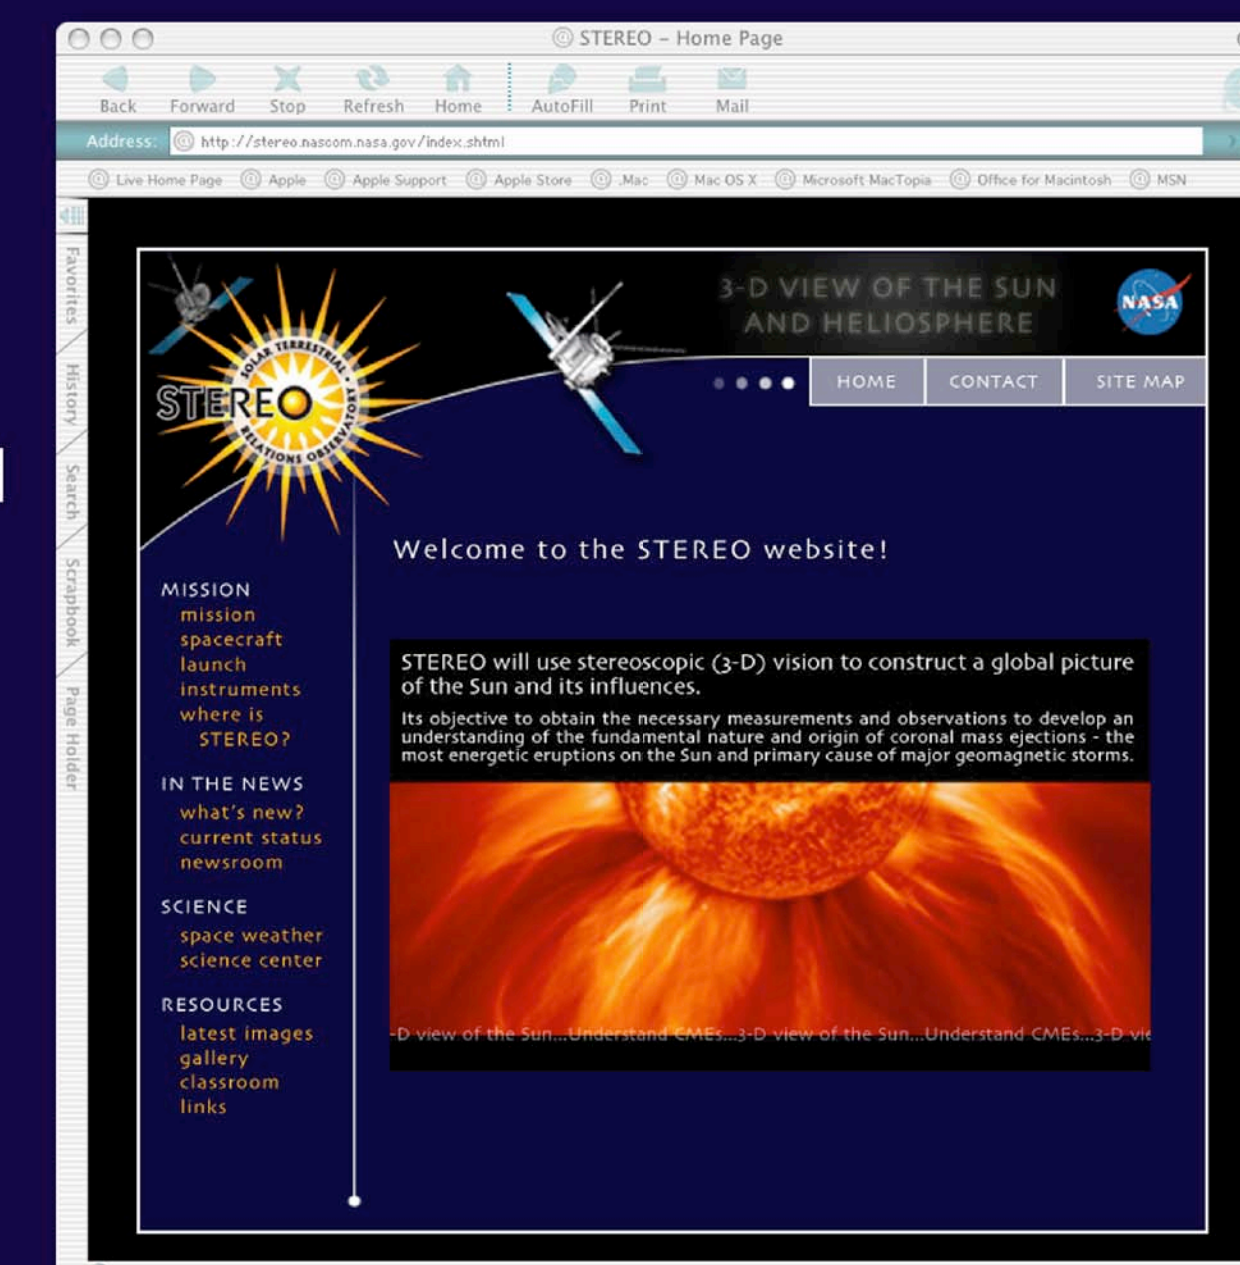 STEREO – Home Page
Back Forward Stop Refresh Home AutoFill Print Mail
Address: http://stereo.nascom.nasa.gov/index.shtml
Live Home Page Apple Apple Support Apple Store .Mac Mac OS X Microsoft MacTopia Office for Macintosh MSN
Favorites
History
Search
Scrapbook
Page Holder
3-D VIEW OF THE SUN
AND HELIOSPHERE
NASA
SOLAR TERRESTRIAL
RELATIONS OBSERVATORY
STEREO
HOME CONTACT SITE MAP
Welcome to the STEREO website!
MISSION
mission
spacecraft
launch
instruments
where is
STEREO?
IN THE NEWS
what's new?
current status
newsroom
SCIENCE
space weather
science center
RESOURCES
latest images
gallery
classroom
links
STEREO will use stereoscopic (3-D) vision to construct a global picture
of the Sun and its influences.
Its objective to obtain the necessary measurements and observations to develop an
understanding of the fundamental nature and origin of coronal mass ejections - the
most energetic eruptions on the Sun and primary cause of major geomagnetic storms.
-D view of the Sun...Understand CMEs...3-D view of the Sun...Understand CMEs...3-D vie